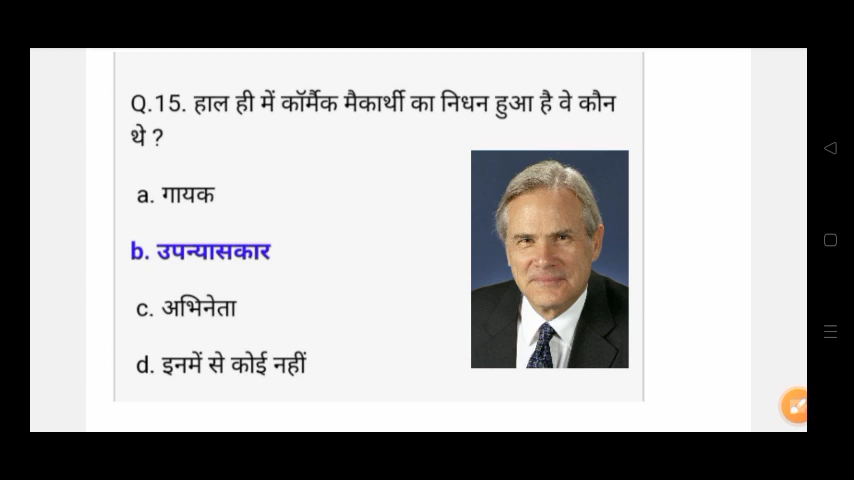 Q.15. हाल ही में कॉर्मैक मैकार्थी का निधन हुआ है वे कौन
थे ?
a. गायक
b. उपन्यासकार
c. अभिनेता
d. इनमें से कोई नहीं